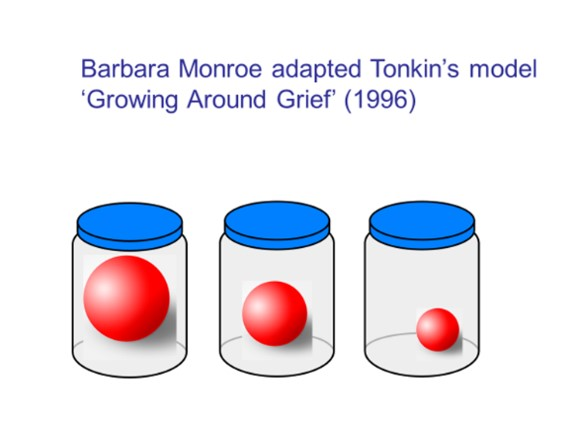 Barbara Monroe adapted Tonkin’s model
‘Growing Around Grief’ (1996)